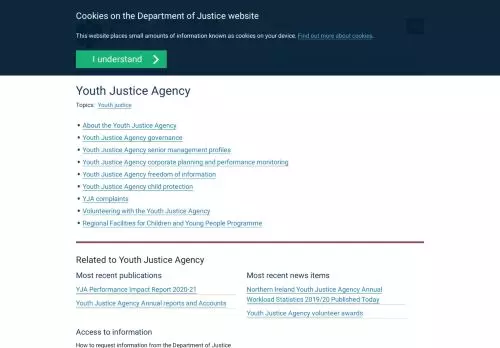 Cookies on the Department of Justice website
This website places small amounts of information known as cookies on your device. Find out more about cookies.
I understand
Youth Justice Agency
Topics: Youth justice
About the Youth Justice Agency
Youth Justice Agency governance
Youth Justice Agency senior management profiles
Youth Justice Agency corporate planning and performance monitoring
Youth Justice Agency freedom of information
Youth Justice Agency child protection
YJA complaints
Volunteering with the Youth Justice Agency
Regional Facilities for Children and Young People Programme
Related to Youth Justice Agency
Most recent publications
YJA Performance Impact Report 2020-21
Youth Justice Agency Annual reports and Accounts
Most recent news items
Northern Ireland Youth Justice Agency Annual
Workload Statistics 2019/20 Published Today
Youth Justice Agency volunteer awards
Access to information
How to request information from the Department of Justice